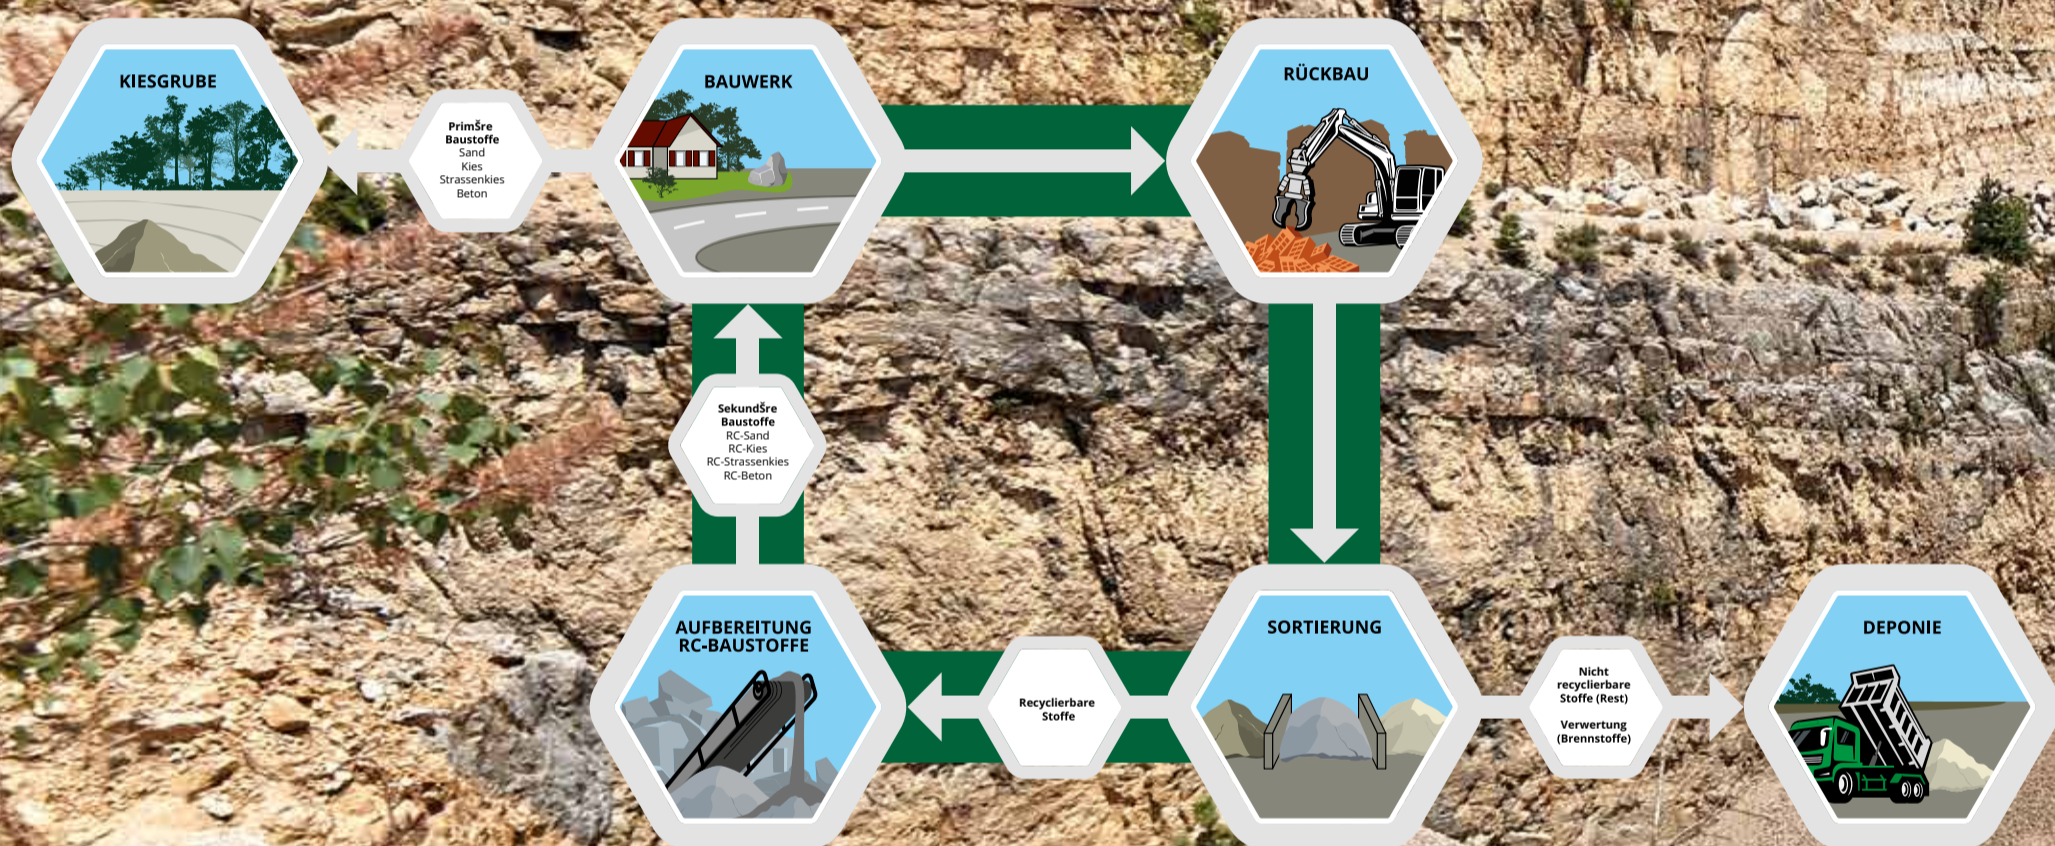 KIESGRUBE
PrimŠre
Baustoffe
Sand
Kies
Strassenkies
Beton
BAUWERK
RÜCKBAU
SekundŠre
Baustoffe
RC-Sand
RC-Kies
RC-Strassenkies
RC-Beton
AUFBEREITUNG
RC-BAUSTOFFE
Recyclierbare
Stoffe
SORTIERUNG
Nicht
recyclierbare
Stoffe (Rest)
Verwertung
(Brennstoffe)
DEPONIE